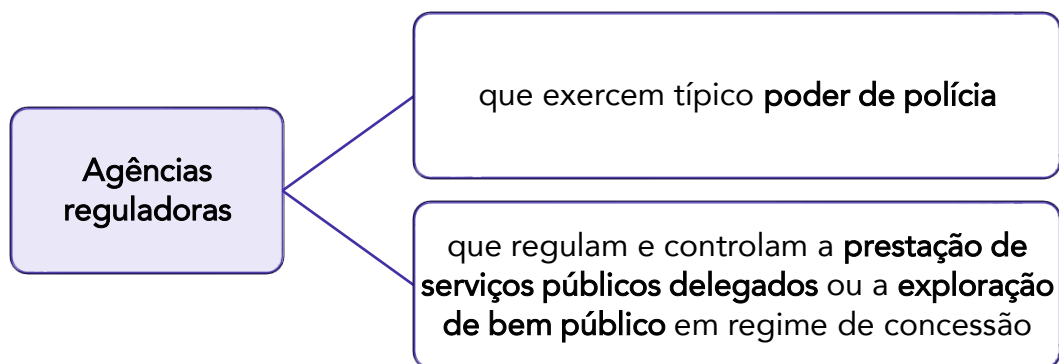 Agências
reguladoras
que exercem típico poder de polícia
que regulam e controlam a prestação de
serviços públicos delegados ou a exploração
de bem público em regime de concessão